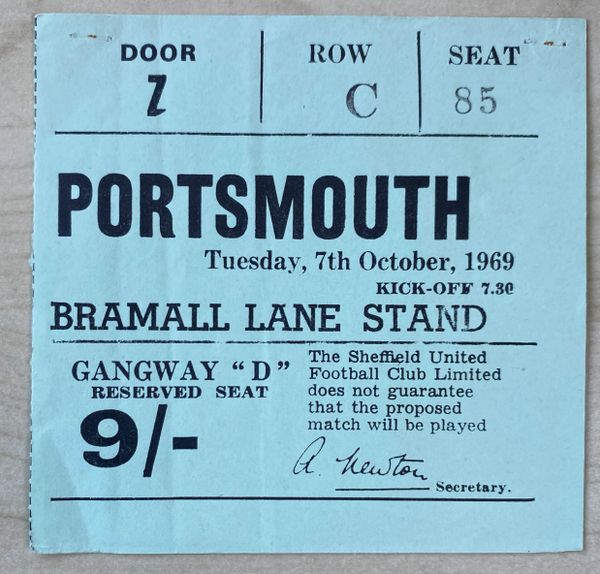 DOOR ROW SEAT
Z C 85
PORTSMOUTH
Tuesday, 7th October, 1969
KICK-OFF 7.30
BRAMALL LANE STAND
GANGWAY "D"
RESERVED SEAT
9/-
The Sheffield United
Football Club Limited
does not guarantee
that the proposed
match will be played
A. Newton
Secretary.